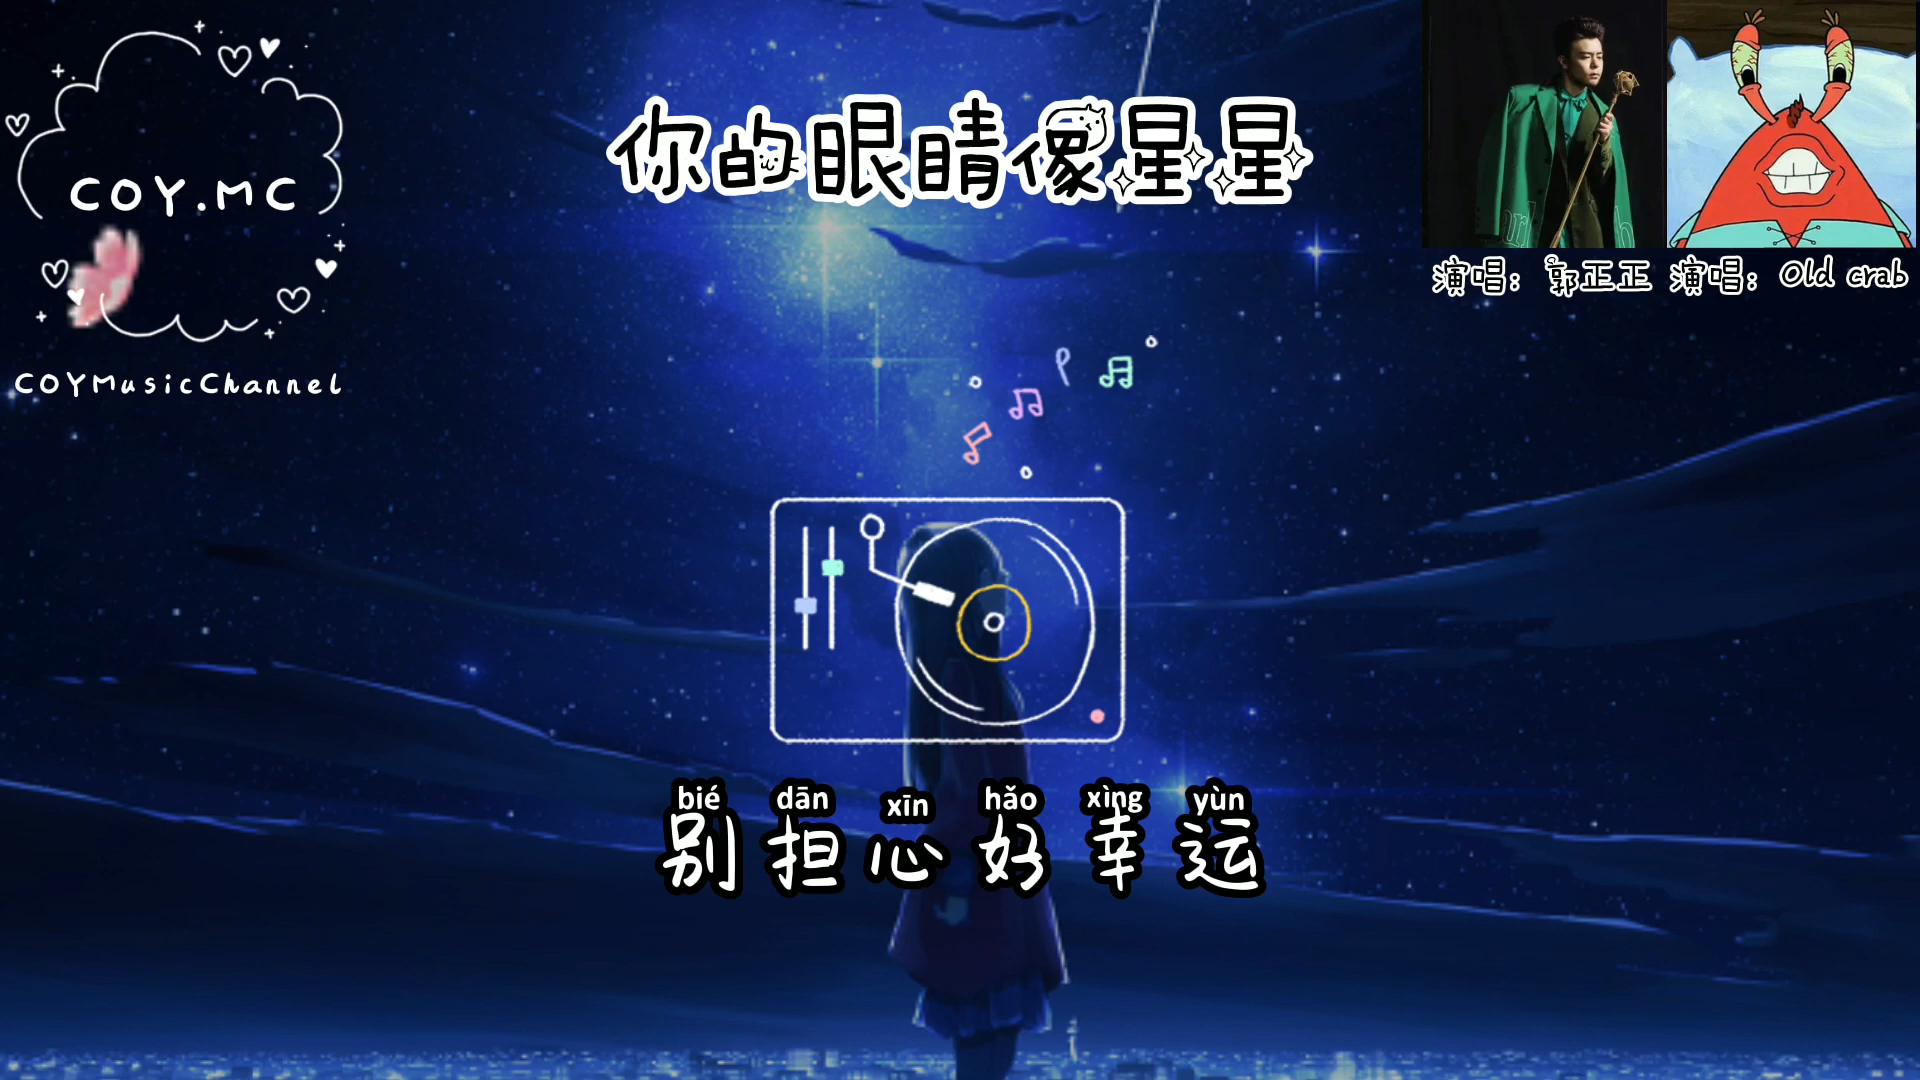 COY.MC
COYMusicChannel
你的眼睛像星星
演唱：郭正正
演唱：Old crab
bié dān xīn hǎo xìng yùn
别担心好幸运